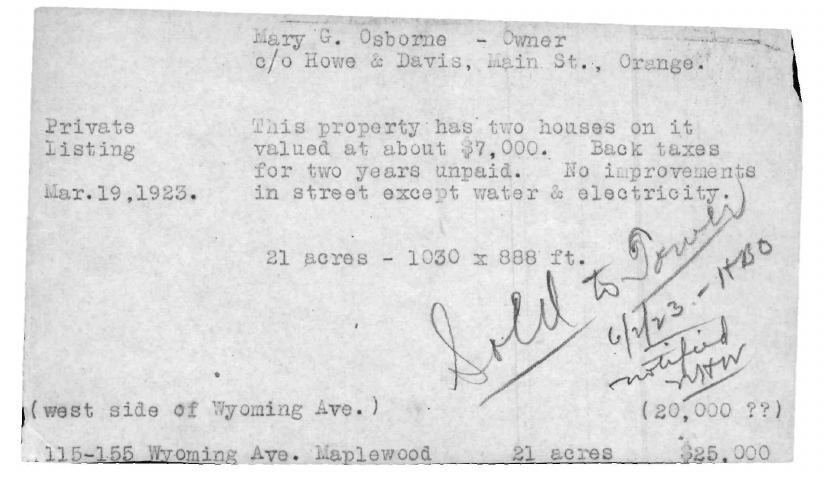 Mary G. Osborne - Owner
c/o Howe & Davis, Main St., Orange.
Private This property has two houses on it
Listing valued at about $7,000. Back taxes
for two years unpaid. No improvements
Mar.19,1923. in street except water & electricity.
21 acres - 1030 x 888 ft.
Sold to
6/2/23 - HBO
notified
(west side of Wyoming Ave.) (20,000 ??)
115-155 Wyoming Ave. Maplewood 21 acres $25,000